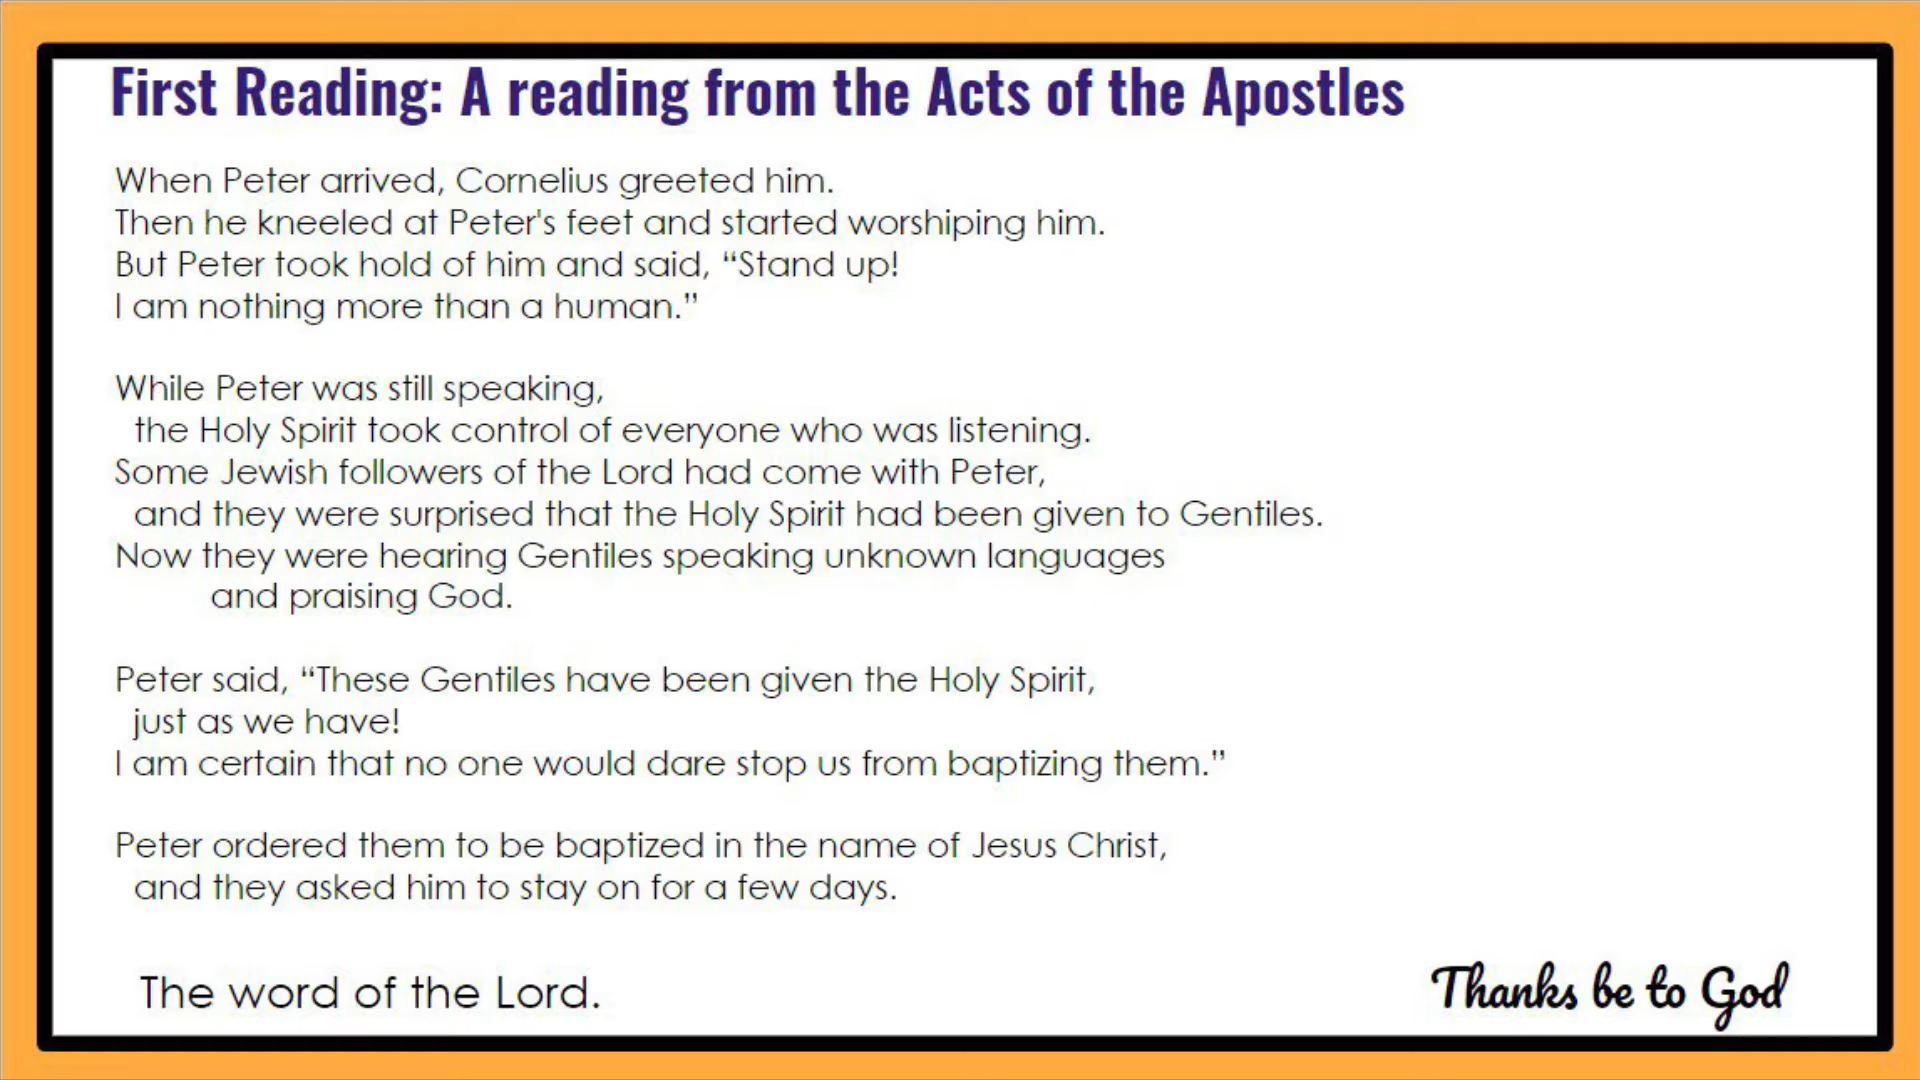 First Reading: A reading from the Acts of the Apostles
When Peter arrived, Cornelius greeted him.
Then he kneeled at Peter's feet and started worshiping him.
But Peter took hold of him and said, “Stand up!
I am nothing more than a human.”
While Peter was still speaking,
the Holy Spirit took control of everyone who was listening.
Some Jewish followers of the Lord had come with Peter,
and they were surprised that the Holy Spirit had been given to Gentiles.
Now they were hearing Gentiles speaking unknown languages
and praising God.
Peter said, “These Gentiles have been given the Holy Spirit,
just as we have!
I am certain that no one would dare stop us from baptizing them.”
Peter ordered them to be baptized in the name of Jesus Christ,
and they asked him to stay on for a few days.
The word of the Lord.
Thanks be to God